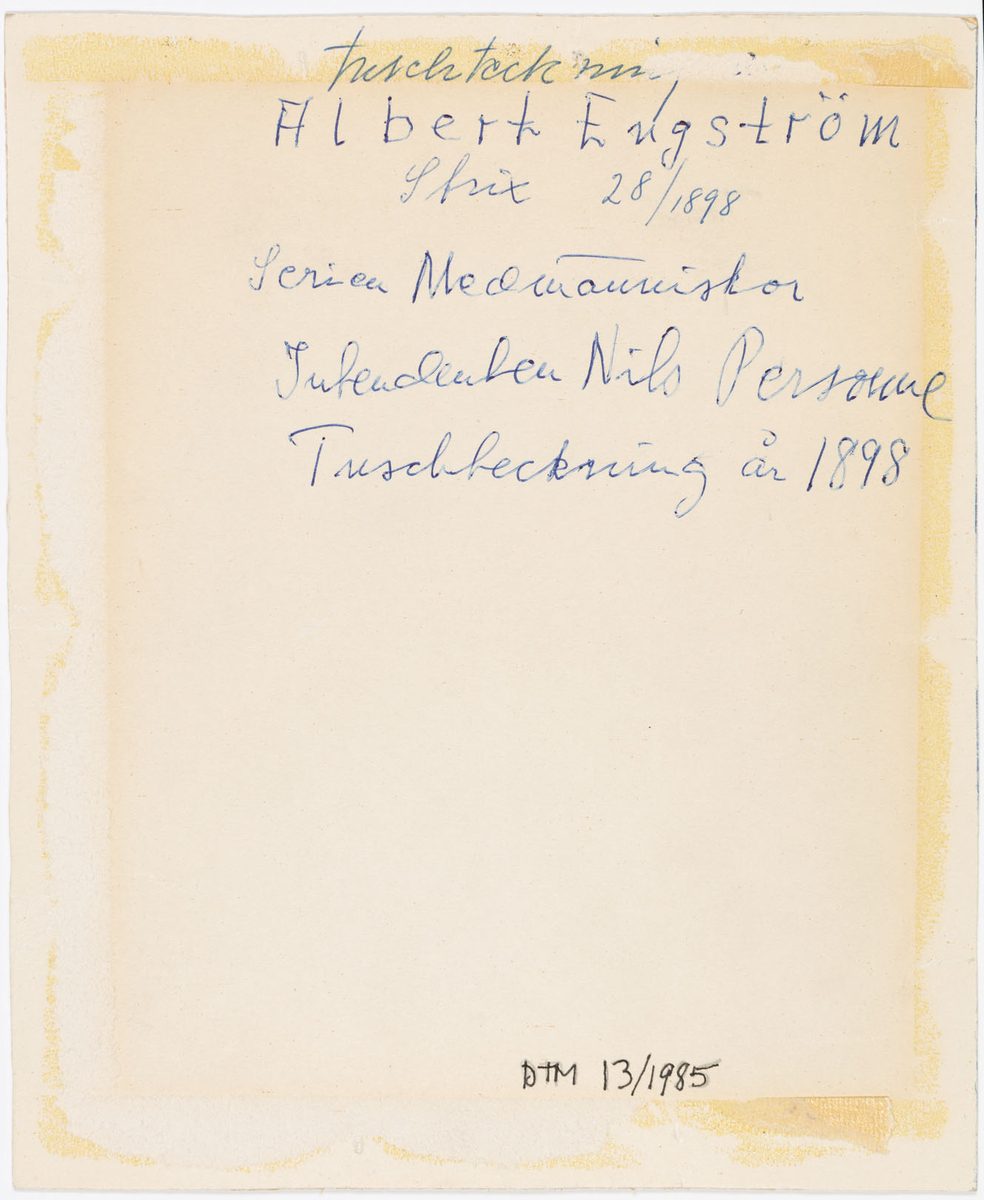 tuschteckning
Albert Engström
Strix 28/1898
Serien Medmänniskor
Intendenten Nils Personne
Tuschteckning år 1898
DTM 13/1985